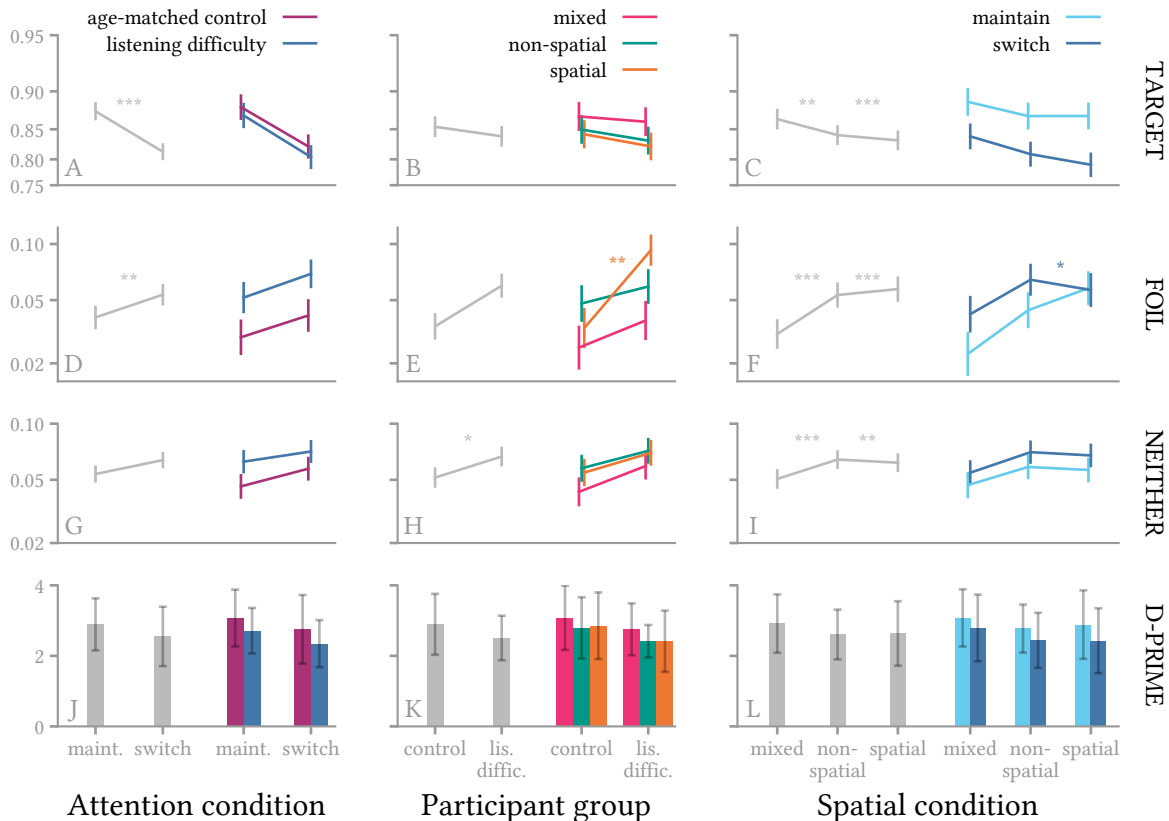 age-matched control
listening difficulty
mixed
non-spatial
spatial
maintain
switch
0.95
0.90
0.85
0.80
0.75
***
** ***
A
B
C
TARGET
0.10
0.05
0.02
**
**
*** ***
*
D
E
F
FOIL
0.10
0.05
0.02
*
*** **
G
H
I
NEITHER
4
2
0
J
K
L
D-PRIME
maint. switch maint. switch
control lis. diffic. control lis. diffic.
mixed non-spatial spatial mixed non-spatial spatial
Attention condition
Participant group
Spatial condition